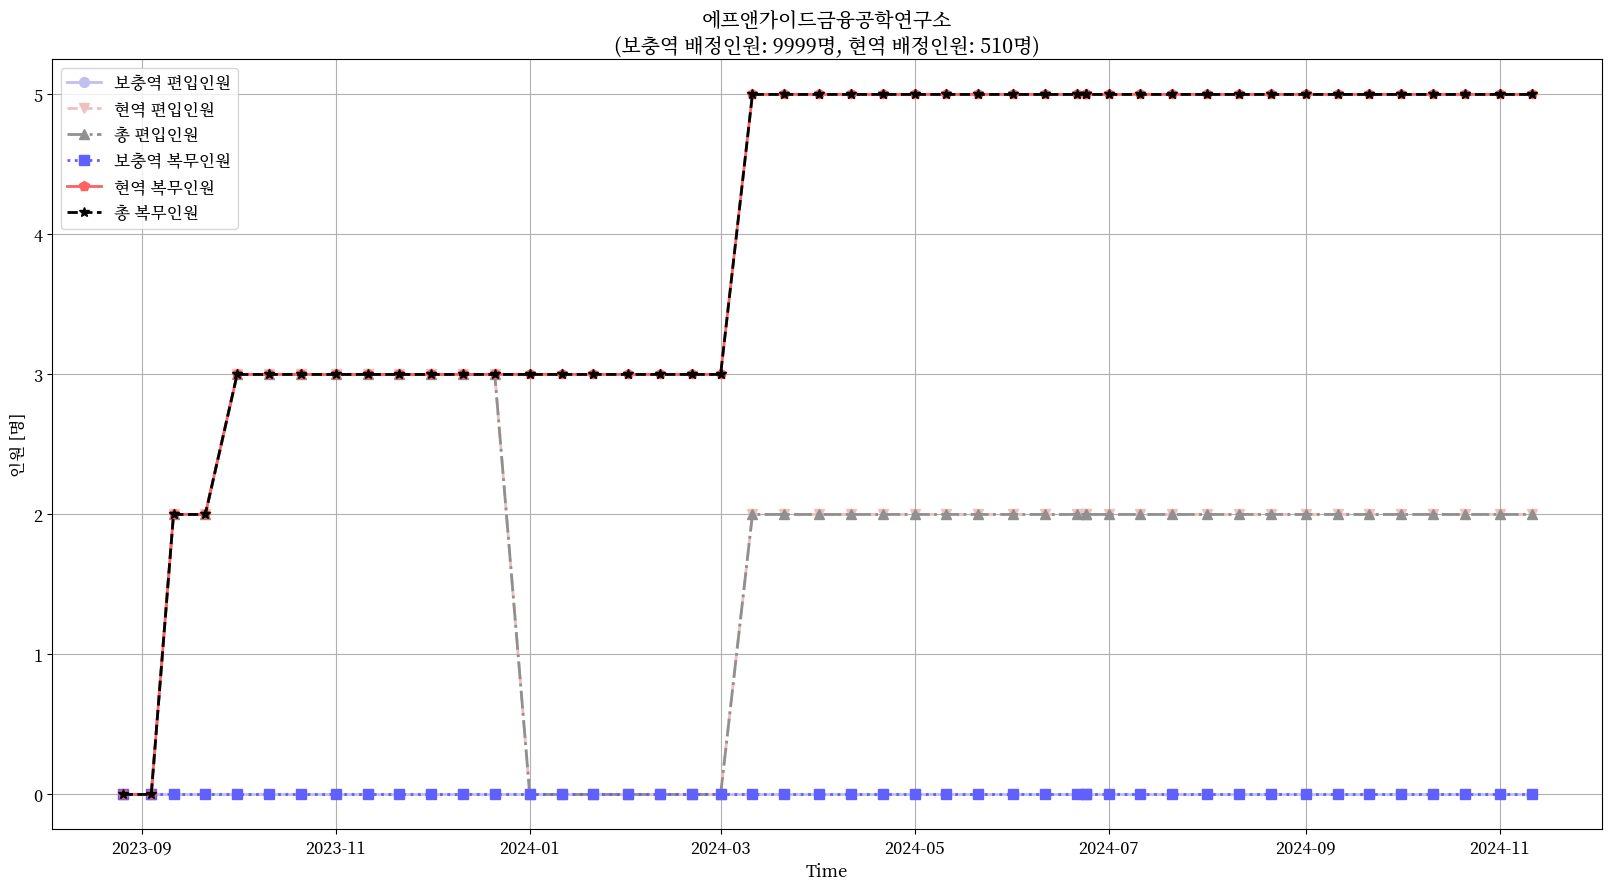 에프앤가이드금융공학연구소
(보충역 배정인원: 9999명, 현역 배정인원: 510명)
보충역 편입인원
현역 편입인원
총 편입인원
보충역 복무인원
현역 복무인원
총 복무인원
인원 [명]
5
4
3
2
1
0
2023-09
2023-11
2024-01
2024-03
2024-05
2024-07
2024-09
2024-11
Time